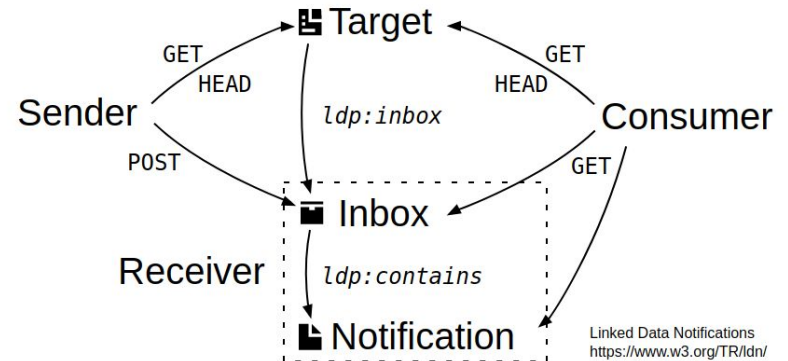 Target
GET
GET
HEAD
HEAD
Sender
ldp:inbox
Consumer
POST
GET
Inbox
Receiver
ldp:contains
Notification
Linked Data Notifications
https://www.w3.org/TR/ldn/